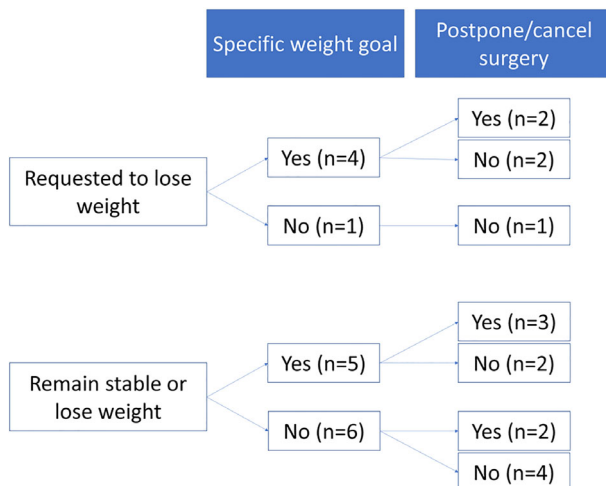 Specific weight goal
Postpone/cancel
surgery
Requested to lose
weight
Yes (n=4)
No (n=1)
Yes (n=2)
No (n=2)
No (n=1)
Remain stable or
lose weight
Yes (n=5)
No (n=6)
Yes (n=3)
No (n=2)
Yes (n=2)
No (n=4)